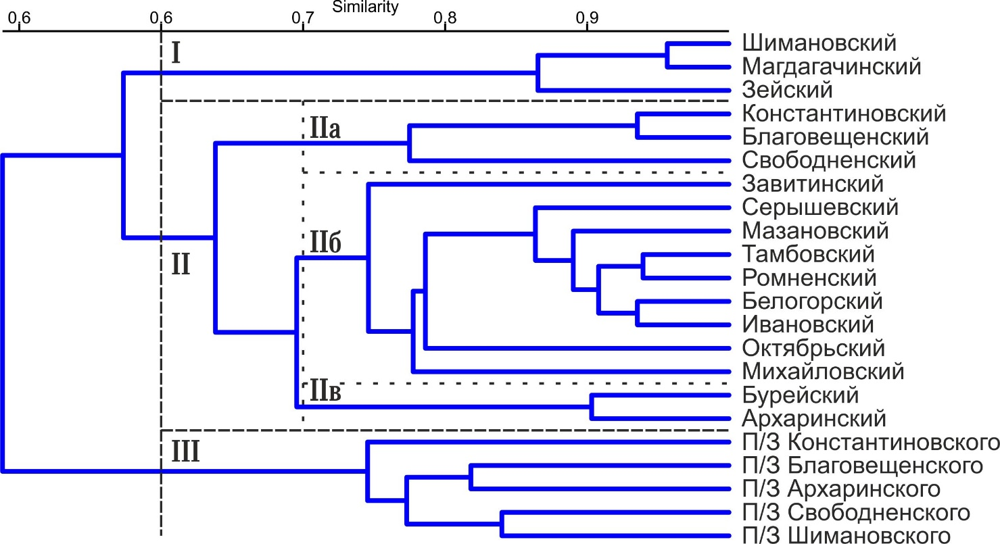 Similarity
0,6 0,6 0,7 0,8 0,9
Шимановский
I
Магдагачинский
Зейский
Константиновский
IIа
Благовещенский
Свободненский
Завитинский
Серышевский
Мазановский
IIб
Тамбовский
II
Ромненский
Белогорский
Ивановский
Октябрьский
Михайловский
IIв
Бурейский
Архаринский
П/З Константиновского
III
П/З Благовещенского
П/З Архаринского
П/З Свободненского
П/З Шимановского